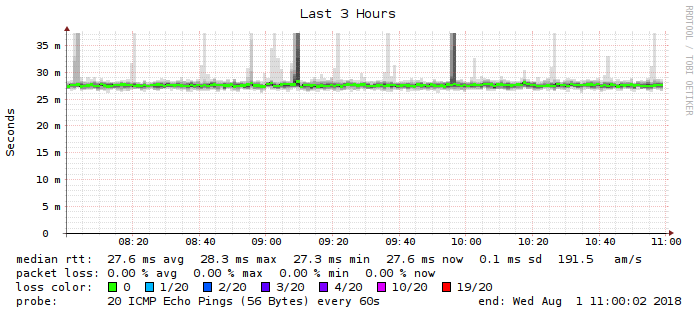 Last 3 Hours
RRDTOOL / TOBI OETIKER
Seconds
35 m
30 m
25 m
20 m
15 m
10 m
5 m
0
08:20 08:40 09:00 09:20 09:40 10:00 10:20 10:40 11:00
median rtt: 27.6 ms avg 28.3 ms max 27.3 ms min 27.6 ms now 0.1 ms sd 191.5 am/s
packet loss: 0.00 % avg 0.00 % max 0.00 % min 0.00 % now
loss color: 0 1/20 2/20 3/20 4/20 10/20 19/20
probe: 20 ICMP Echo Pings (56 Bytes) every 60s end: Wed Aug 1 11:00:02 2018